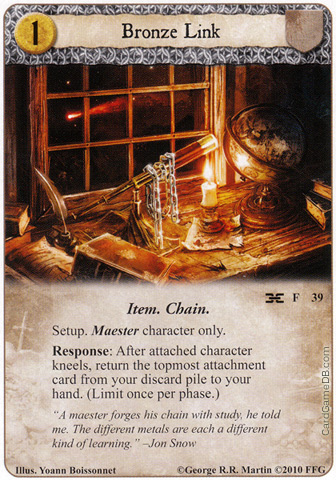 1
Bronze Link
Item. Chain.
F 39
Setup. Maester character only.
Response: After attached character
kneels, return the topmost attachment
card from your discard pile to your
hand. (Limit once per phase.)
“A maester forges his chain with study, he told
me. The different metals are each a different
kind of learning.” –Jon Snow
Illus. Yoann Boissonnet
©George R.R. Martin ©2010 FFG
CardGameDB.com